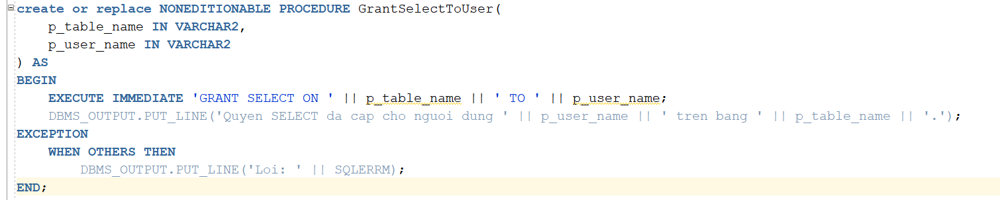 create or replace NONEDITIONABLE PROCEDURE GrantSelectToUser(
    p_table_name IN VARCHAR2,
    p_user_name IN VARCHAR2
) AS
BEGIN
    EXECUTE IMMEDIATE 'GRANT SELECT ON ' || p_table_name || ' TO ' || p_user_name;
    DBMS_OUTPUT.PUT_LINE('Quyen SELECT da cap cho nguoi dung ' || p_user_name || ' tren bang ' || p_table_name || '.');
EXCEPTION
    WHEN OTHERS THEN
        DBMS_OUTPUT.PUT_LINE('Loi: ' || SQLERRM);
END;